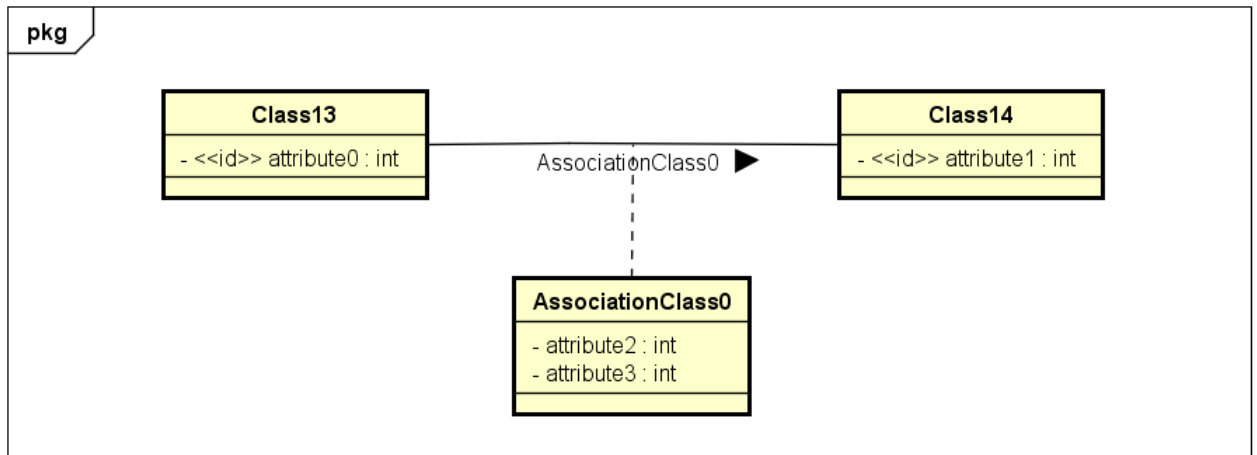 pkg
Class13
- <<id>> attribute0 : int
Class14
- <<id>> attribute1 : int
AssociationClass0 ▶
AssociationClass0
- attribute2 : int
- attribute3 : int